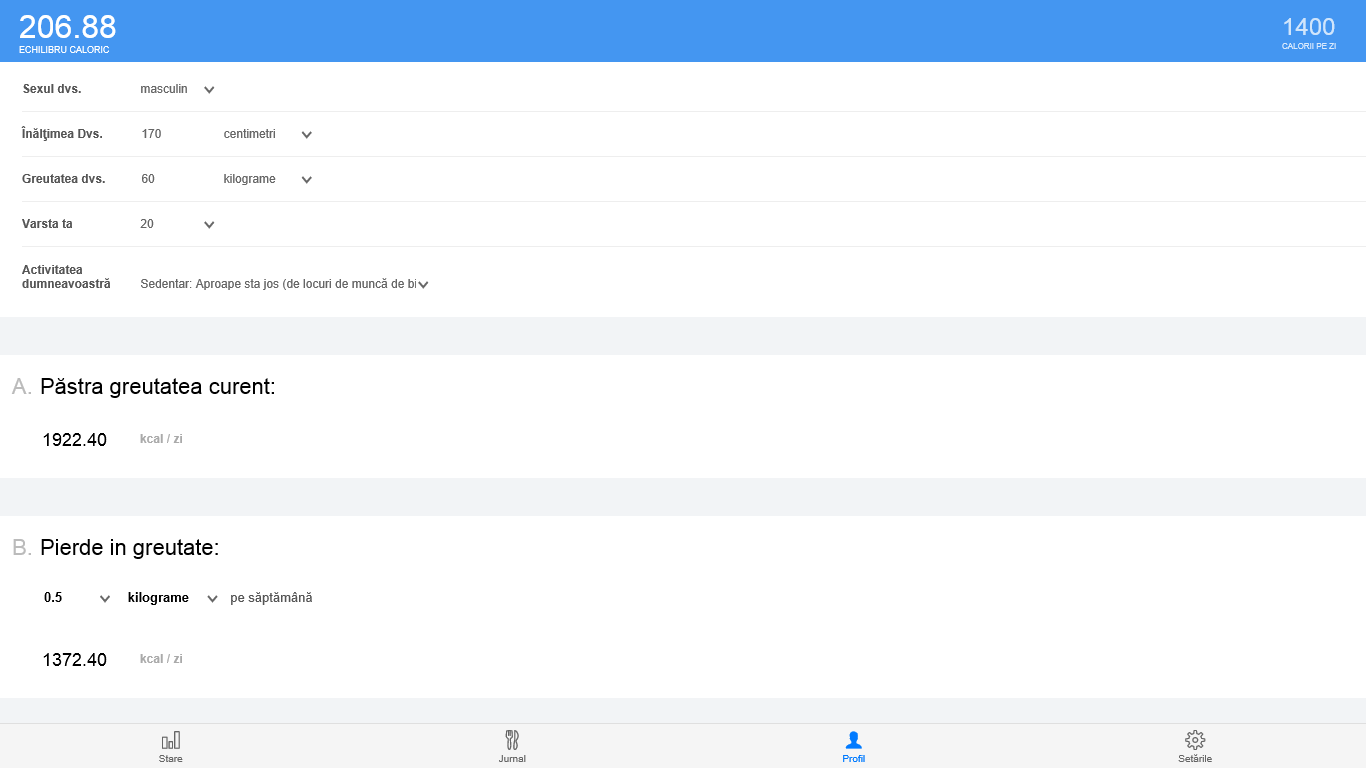 206.88
ECHILIBRU CALORIC
1400
CALORII PE ZI
Sexul dvs. masculin
Înălţimea Dvs. 170 centimetri
Greutatea dvs. 60 kilograme
Varsta ta 20
Activitatea
dumneavoastră Sedentar: Aproape sta jos (de locuri de muncă de bi
A. Păstra greutatea curent:
1922.40 kcal / zi
B. Pierde in greutate:
0.5 kilograme pe săptămână
1372.40 kcal / zi
Stare Jurnal Profil Setările